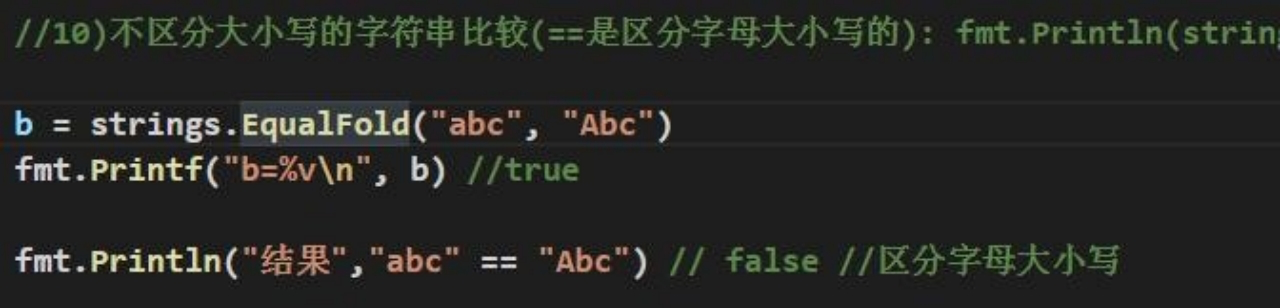 //10)不区分大小写的字符串比较(==是区分字母大小写的): fmt.Println(string
b = strings.EqualFold("abc", "Abc")
fmt.Printf("b=%v\n", b) //true
fmt.Println("结果","abc" == "Abc") // false //区分字母大小写